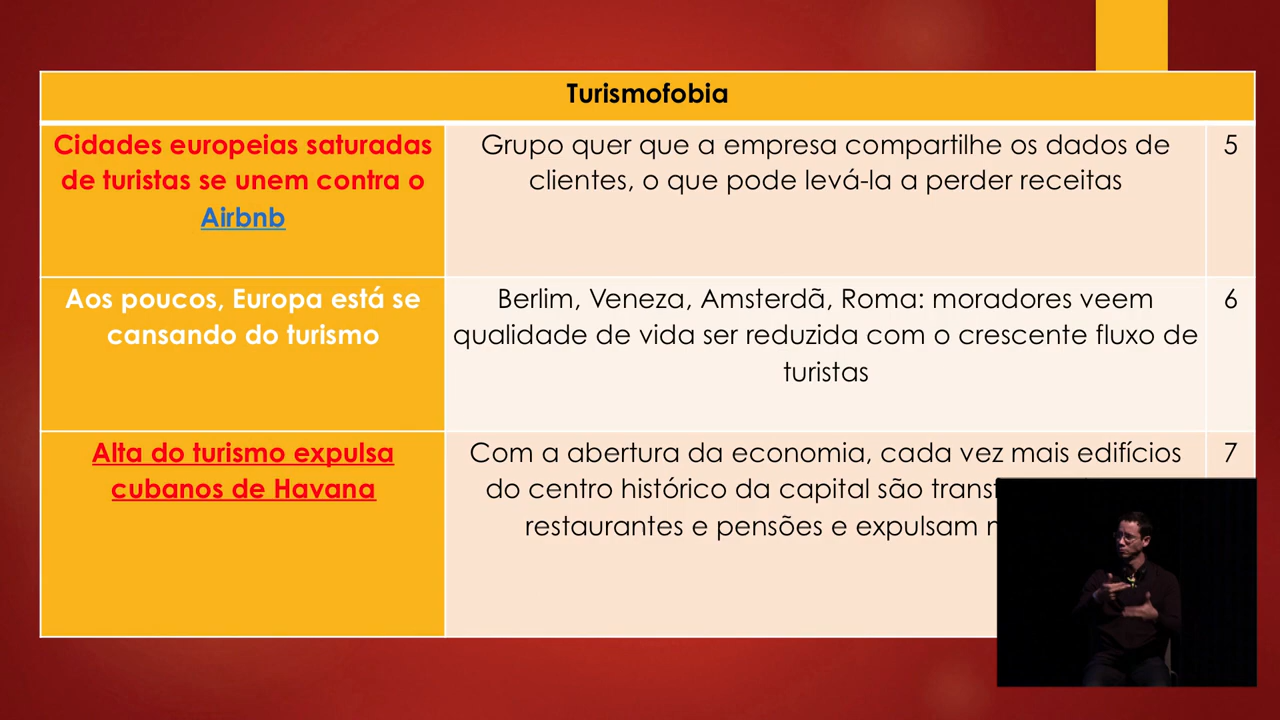 Turismofobia
Cidades europeias saturadas
de turistas se unem contra o
Airbnb
Grupo quer que a empresa compartilhe os dados de
clientes, o que pode levá-la a perder receitas
5
Aos poucos, Europa está se
cansando do turismo
Berlim, Veneza, Amsterdã, Roma: moradores veem
qualidade de vida ser reduzida com o crescente fluxo de
turistas
6
Alta do turismo expulsa
cubanos de Havana
Com a abertura da economia, cada vez mais edifícios
do centro histórico da capital são
restaurantes e pensões e expulsam
7